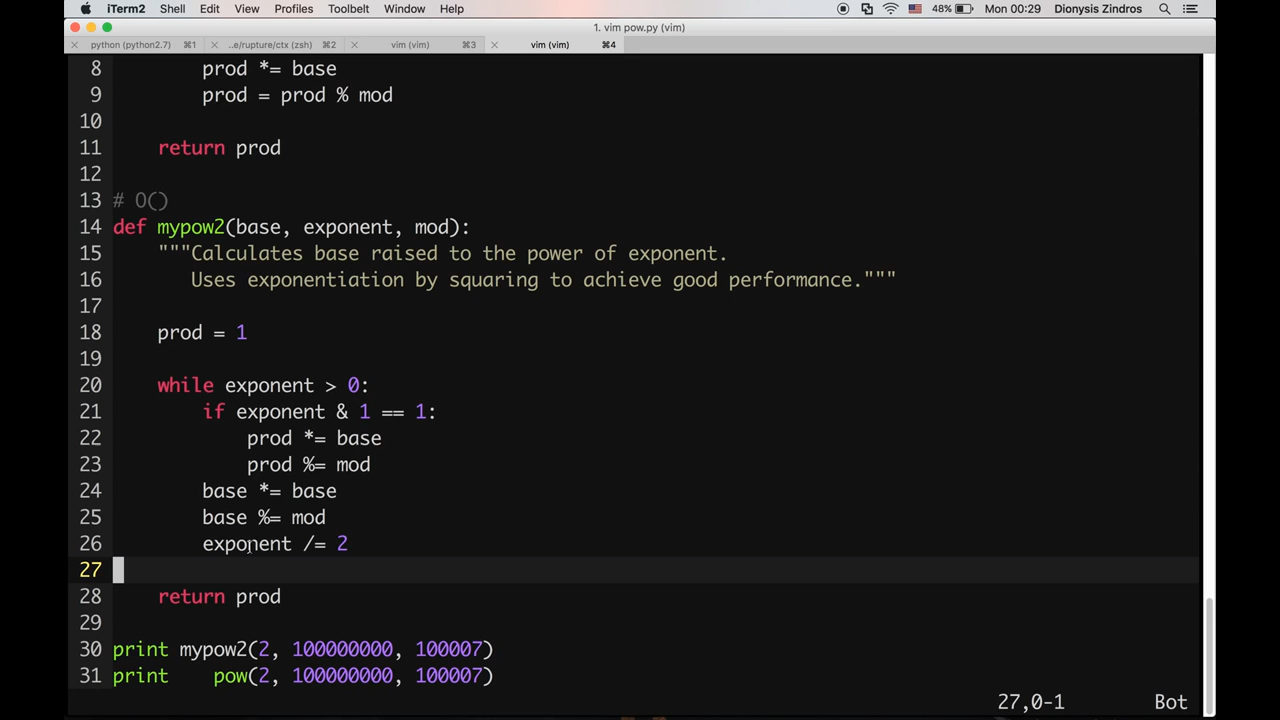 iTerm2 Shell Edit View Profiles Toolbelt Window Help 48% Mon 00:29 Dionysis Zindros
1. vim pow.py (vim)
python (python2.7) ⌘1 ..e/rupture/ctx (zsh) ⌘2 vim (vim) ⌘3 vim (vim) ⌘4
8 prod *= base
9 prod = prod % mod
10
11 return prod
12
13 # O()
14 def mypow2(base, exponent, mod):
15 """Calculates base raised to the power of exponent.
16 Uses exponentiation by squaring to achieve good performance."""
17
18 prod = 1
19
20 while exponent > 0:
21 if exponent & 1 == 1:
22 prod *= base
23 prod %= mod
24 base *= base
25 base %= mod
26 exponent /= 2
27
28 return prod
29
30 print mypow2(2, 100000000, 100007)
31 print pow(2, 100000000, 100007)
27,0-1 Bot